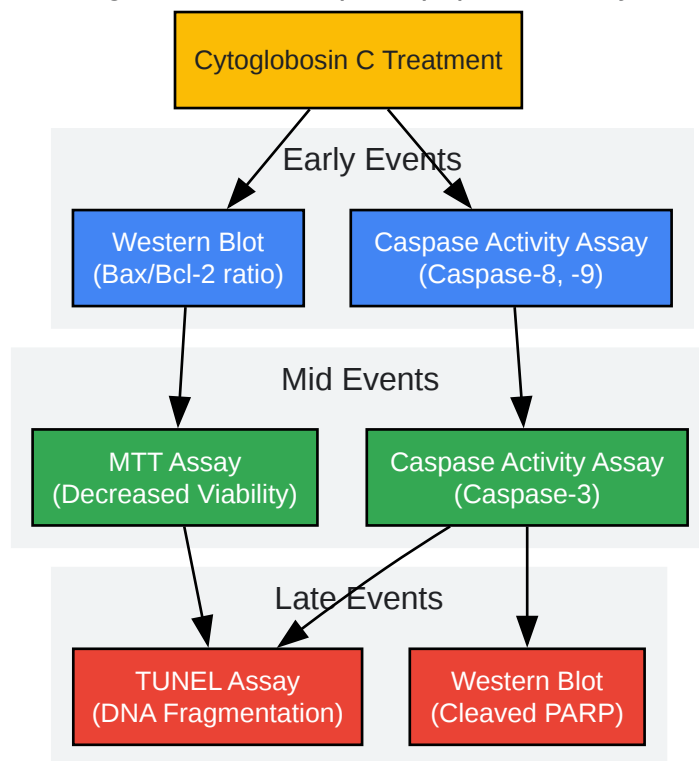 Cytoglobosin C Treatment
Early Events
Western Blot
(Bax/Bcl-2 ratio)
Caspase Activity Assay
(Caspase-8, -9)
Mid Events
MTT Assay
(Decreased Viability)
Caspase Activity Assay
(Caspase-3)
Late Events
TUNEL Assay
(DNA Fragmentation)
Western Blot
(Cleaved PARP)